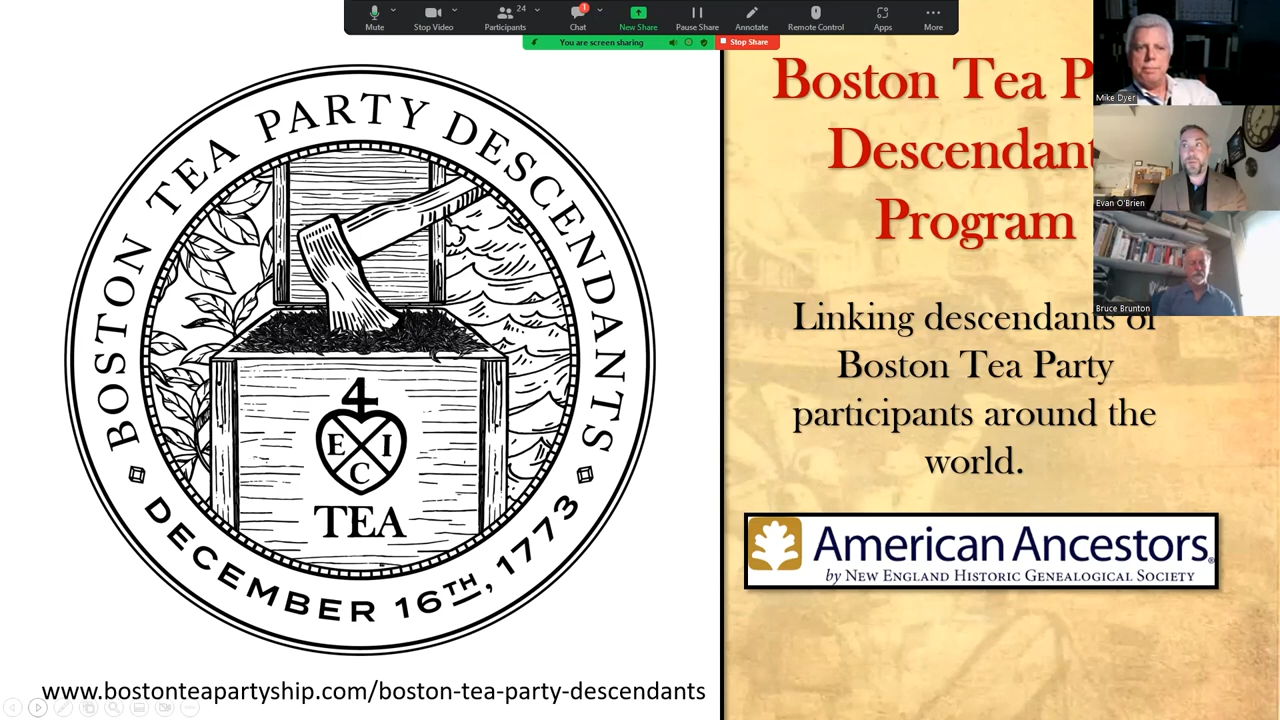 Mute
Stop Video
Participants
24
Chat
1
New Share
Pause Share
Annotate
Remote Control
Apps
More
You are screen sharing
Stop Share
BOSTON TEA PARTY DESCENDANTS
4
E I
C
TEA
DECEMBER 16TH, 1773
www.bostonteapartyship.com/boston-tea-party-descendants
Boston Tea P
Descendant
Program
Linking descendants of
Boston Tea Party
participants around the
world.
American Ancestors®
by NEW ENGLAND HISTORIC GENEALOGICAL SOCIETY
Mike Dyer
Evan O'Brien
Bruce Brunton